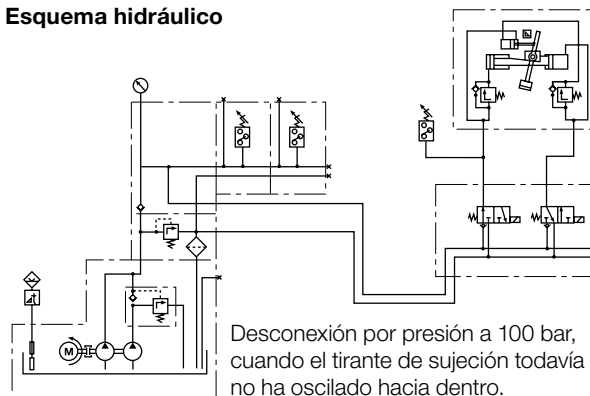 Esquema hidráulico
M
Desconexión por presión a 100 bar,
cuando el tirante de sujeción todavía
no ha oscilado hacia dentro.